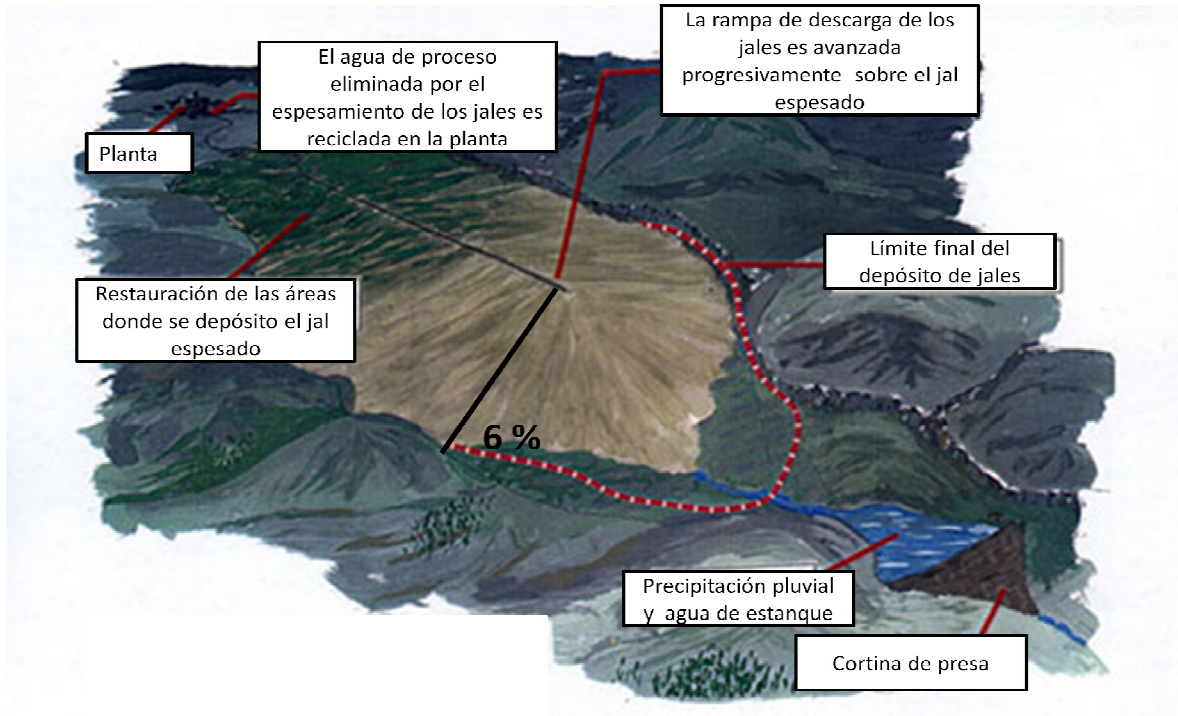 La rampa de descarga de los
jales es avanzada
progresivamente sobre el jal
espesado
El agua de proceso
eliminada por el
espesamiento de los jales es
reciclada en la planta
Planta
Límite final del
depósito de jales
Restauración de las áreas
donde se depósito el jal
espesado
6 %
Precipitación pluvial
y agua de estanque
Cortina de presa